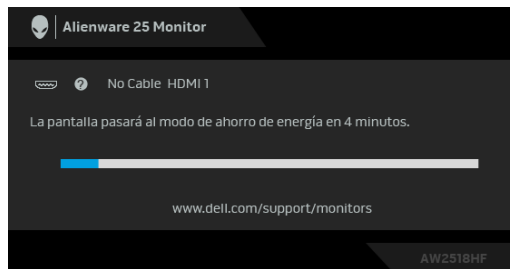 Alienware 25 Monitor
? No Cable HDMI 1
La pantalla pasará al modo de ahorro de energía en 4 minutos.
www.dell.com/support/monitors
AW2518HF